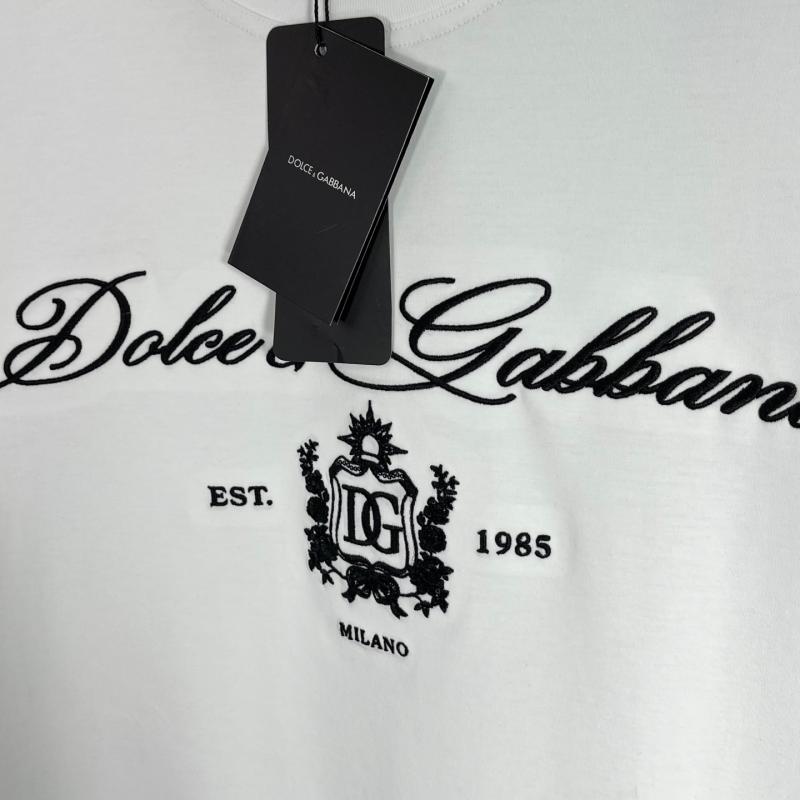 DOLCE & GABBANA
Dolce & Gabbana
EST.
DG
1985
MILANO